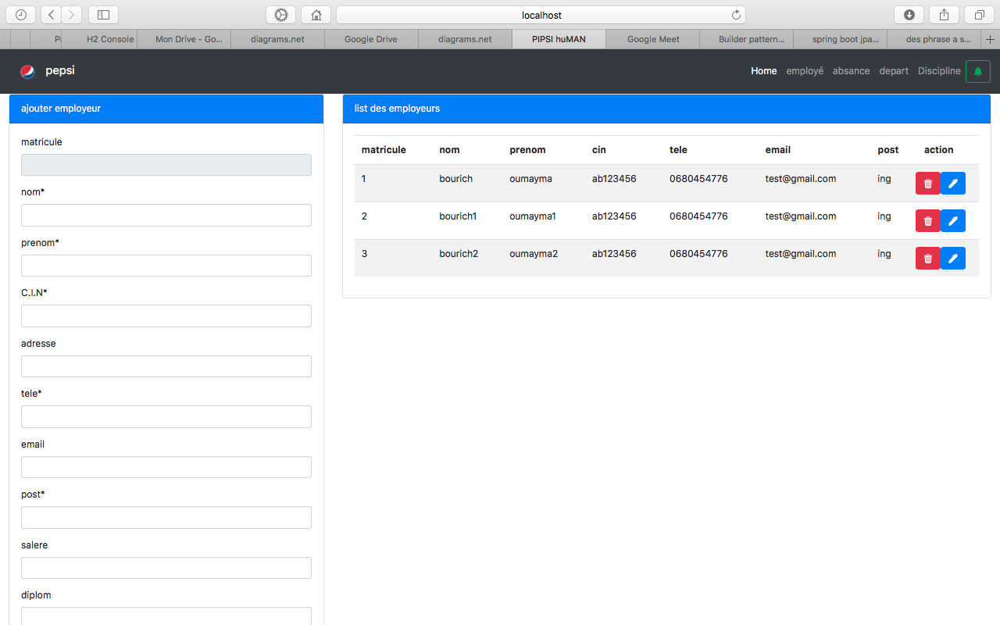 localhost
H2 Console
Mon Drive - Go...
diagrams.net
Google Drive
diagrams.net
PIPSI huMAN
Google Meet
Builder pattern...
spring boot jpa...
des phrase a s...
pepsi
Home employé absance depart Discipline
ajouter employeur
matricule
nom*
prenom*
C.I.N*
adresse
tele*
email
post*
salere
diplom
list des employeurs
matricule nom prenom cin tele email post action
1 bourich oumayma ab123456 0680454776 test@gmail.com ing
2 bourich1 oumayma1 ab123456 0680454776 test@gmail.com ing
3 bourich2 oumayma2 ab123456 0680454776 test@gmail.com ing